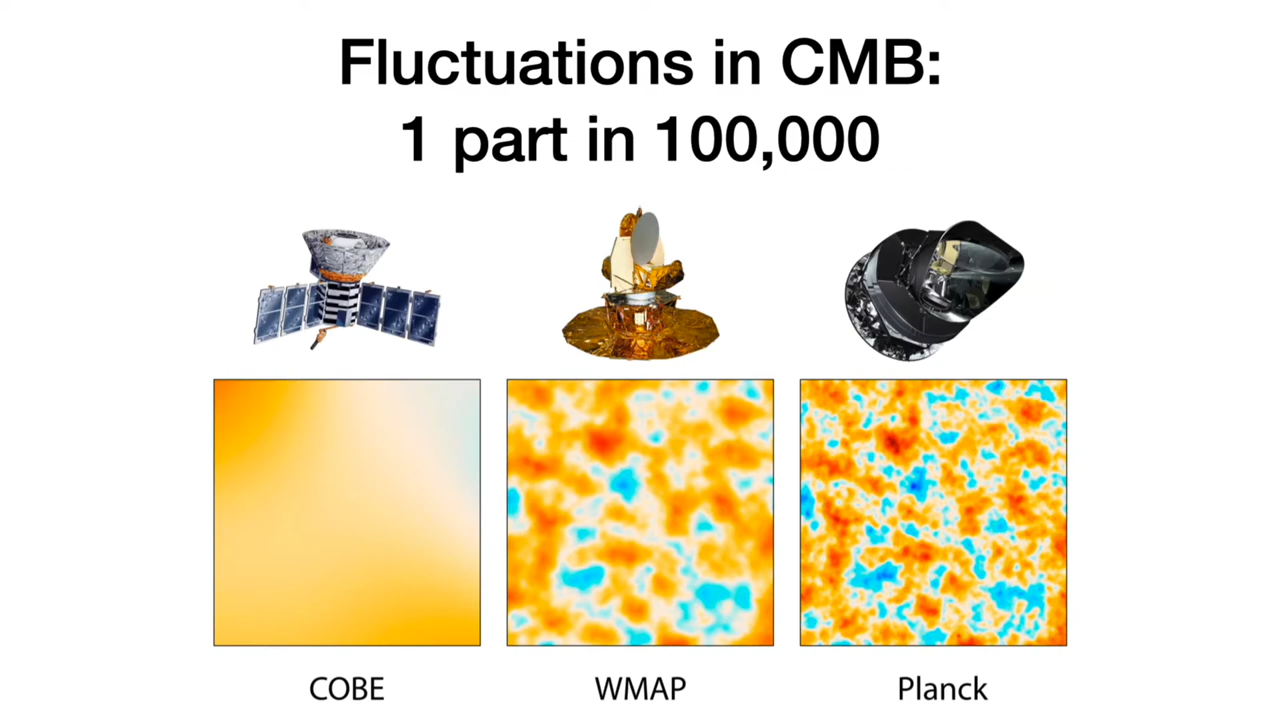 Fluctuations in CMB:
1 part in 100,000
COBE
WMAP
Planck